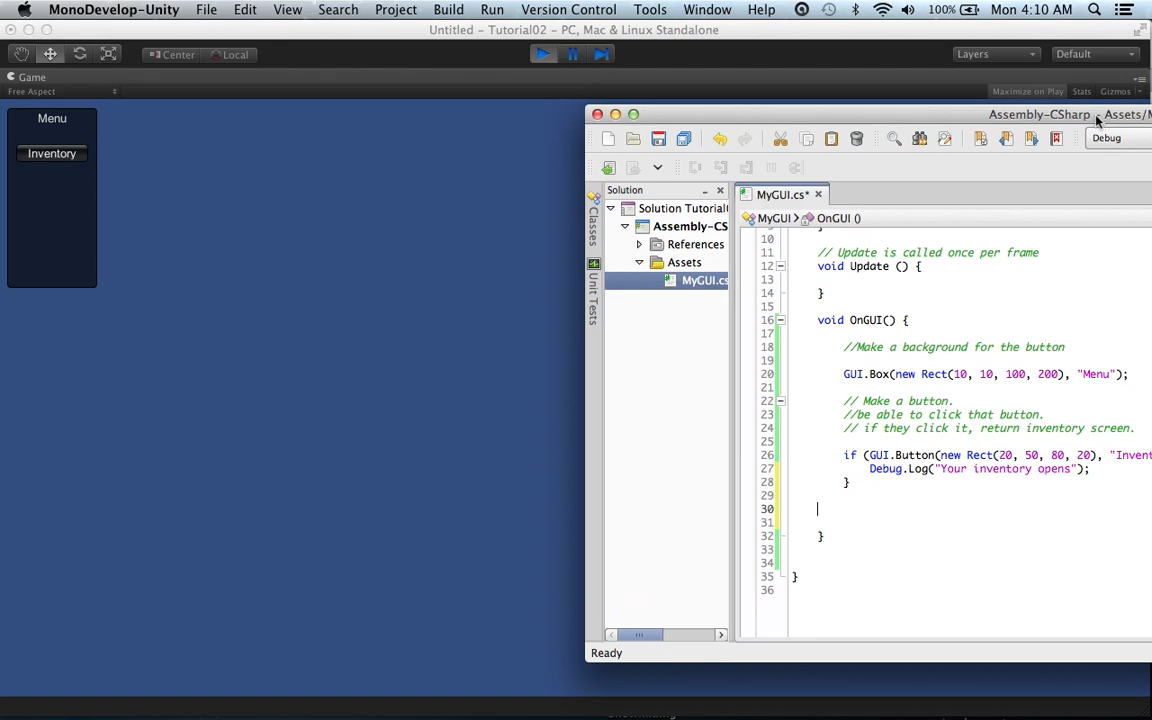 MonoDevelop-Unity File Edit View Search Project Build Run Version Control Tools Window Help 100% Mon 4:10 AM
Untitled - Tutorial02 - PC, Mac & Linux Standalone
Center Local Layers Default
Game
Free Aspect Maximize on Play Stats Gizmos
Menu
Inventory
Assembly-CSharp - Assets/M
Debug
Solution
MyGUI.cs*
Classes
Unit Tests
Solution Tutorial
Assembly-CS
References
Assets
MyGUI.cs
MyGUI OnGUI ()
9 }
10
11 // Update is called once per frame
12 void Update () {
13
14 }
15
16 void OnGUI() {
17
18 //Make a background for the button
19
20 GUI.Box(new Rect(10, 10, 100, 200), "Menu");
21
22 // Make a button.
23 //be able to click that button.
24 // if they click it, return inventory screen.
25
26 if (GUI.Button(new Rect(20, 50, 80, 20), "Invent
27 Debug.Log("Your inventory opens");
28 }
29
30
31
32 }
33
34
35 }
36
Ready